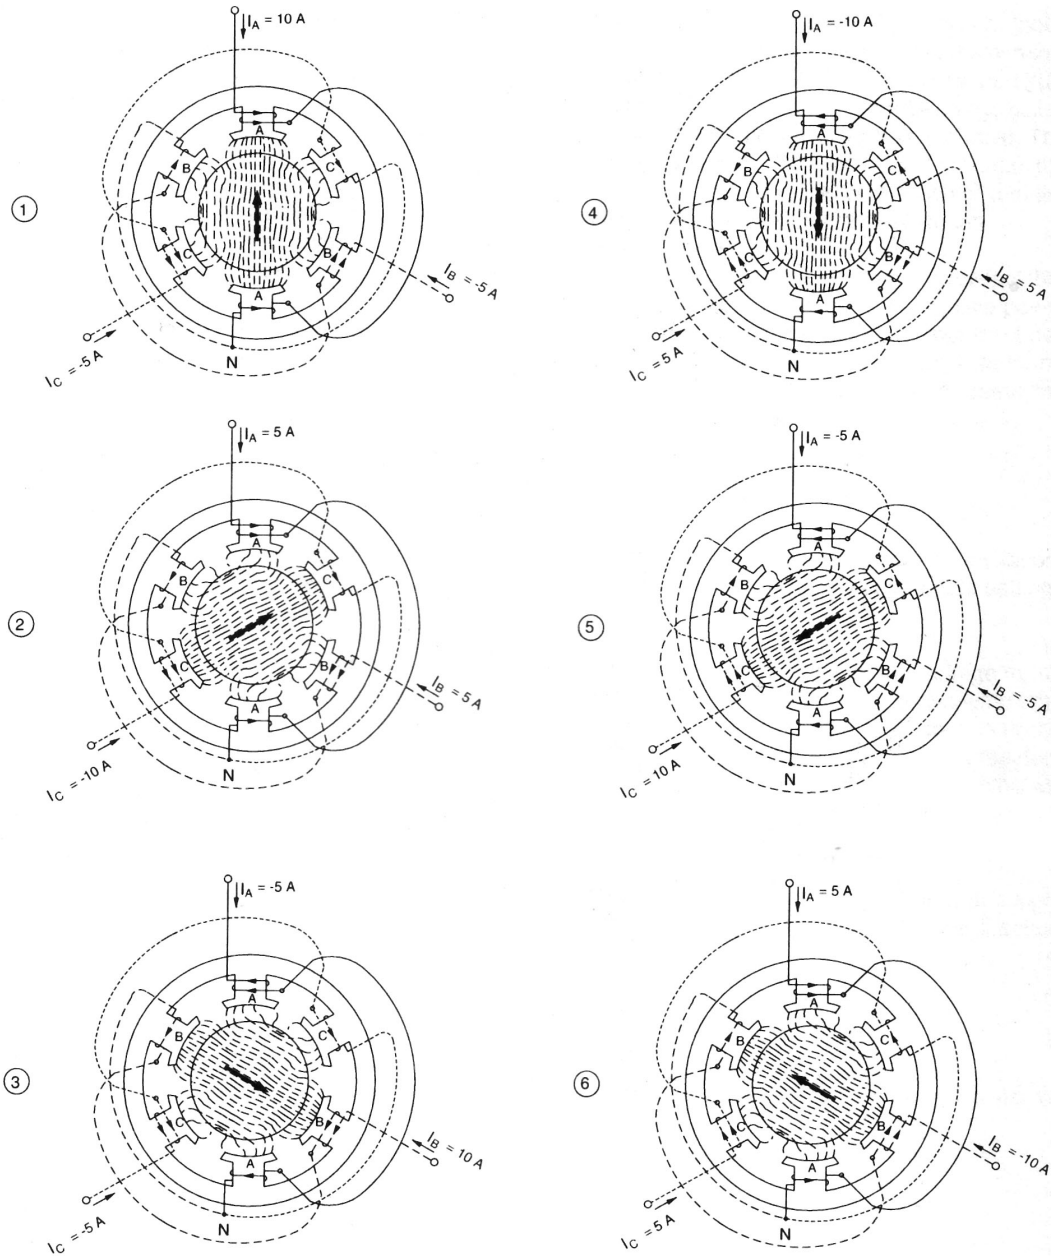 I_A = 10 A
A
B
C
C
B
A
I_B = -5 A
I_C = -5 A
N
1
I_A = -10 A
A
B
C
C
B
A
I_B = -5 A
I_C = 5 A
N
4
I_A = 5 A
A
B
C
C
B
A
I_B = 5 A
I_C = -10 A
N
2
I_A = -5 A
A
B
C
C
B
A
I_B = -5 A
I_C = 10 A
N
5
I_A = -5 A
A
B
C
C
B
A
I_B = 10 A
I_C = -5 A
N
3
I_A = 5 A
A
B
C
C
B
A
I_B = -10 A
I_C = 5 A
N
6